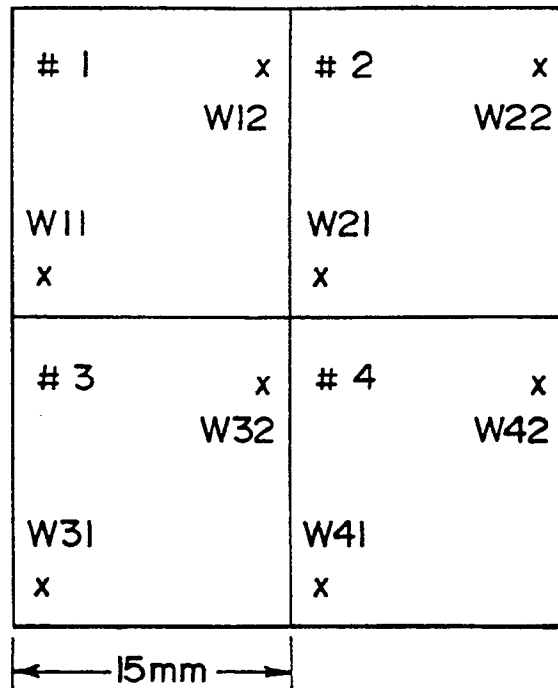 # 1 x # 2 x
W12 W22
W11 W21
x x
# 3 x # 4 x
W32 W42
W31 W41
x x
15mm